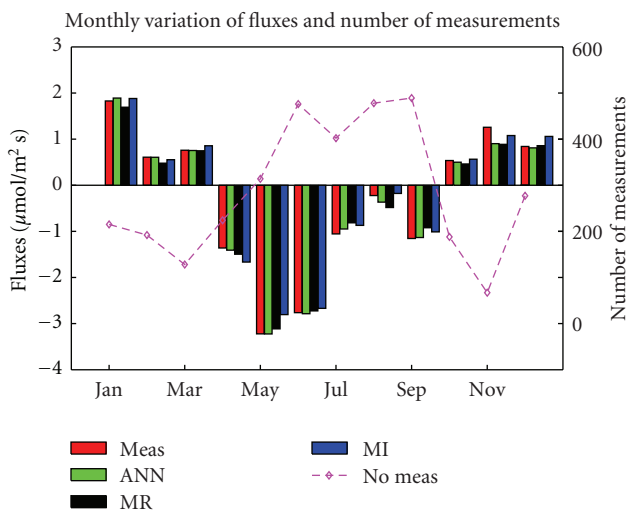 Monthly variation of fluxes and number of measurements
3
2
1
0
−1
−2
−3
−4
Fluxes (μmol/m² s)
600
400
200
0
Number of measurements
Jan Mar May Jul Sep Nov
Meas
ANN
MR
MI
No meas